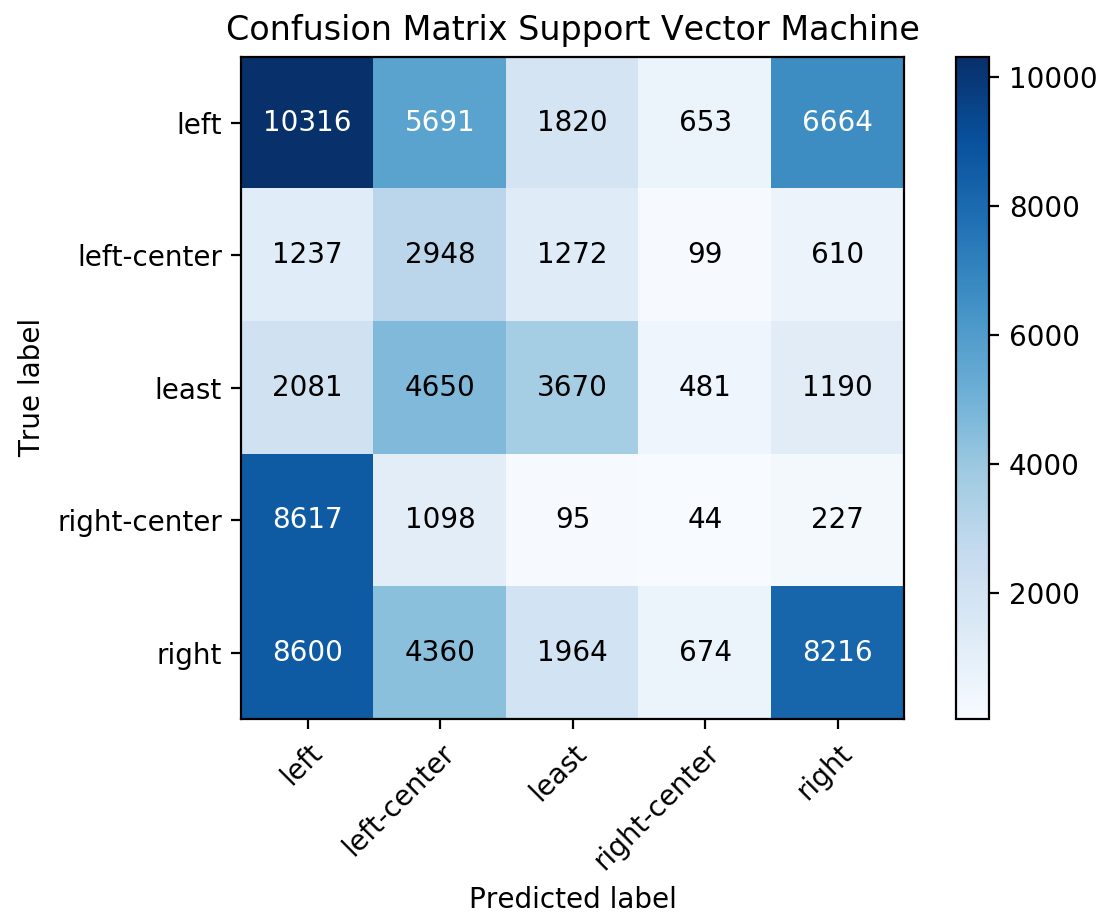 Confusion Matrix Support Vector Machine
left 10316 5691 1820 653 6664
left-center 1237 2948 1272 99 610
least 2081 4650 3670 481 1190
right-center 8617 1098 95 44 227
right 8600 4360 1964 674 8216
left left-center least right-center right
Predicted label
True label
10000
8000
6000
4000
2000